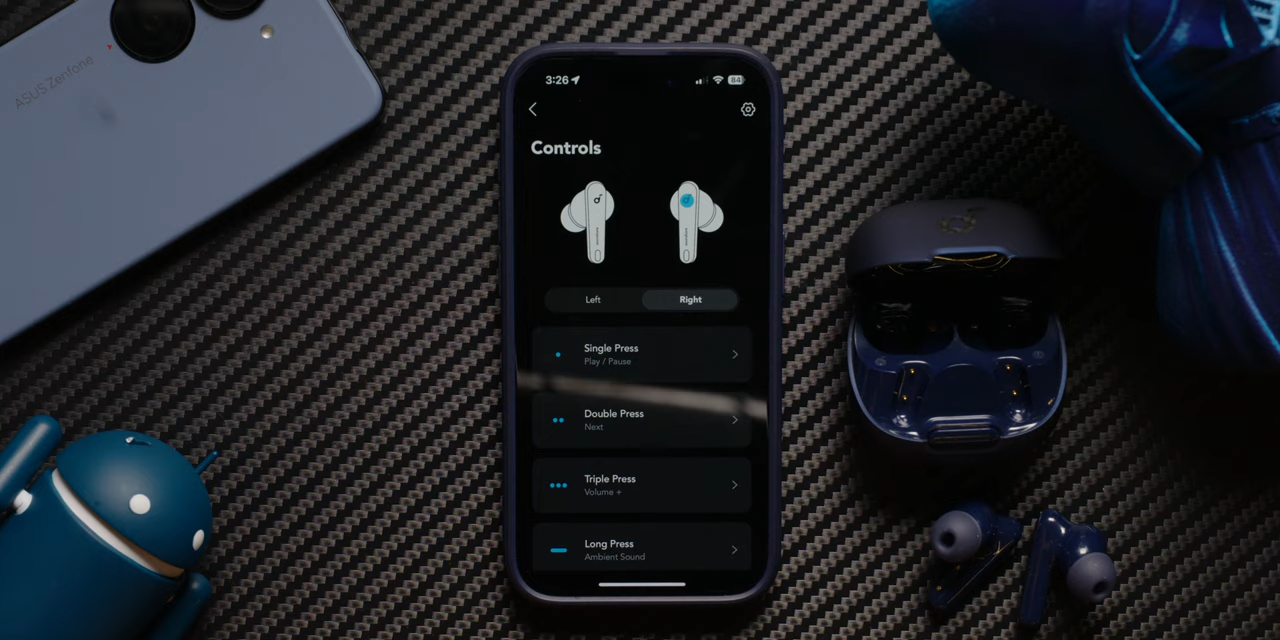 ASUS Zenfone
3:26
84
Controls
Left
Right
Single Press
Play / Pause
Double Press
Next
Triple Press
Volume +
Long Press
Ambient Sound